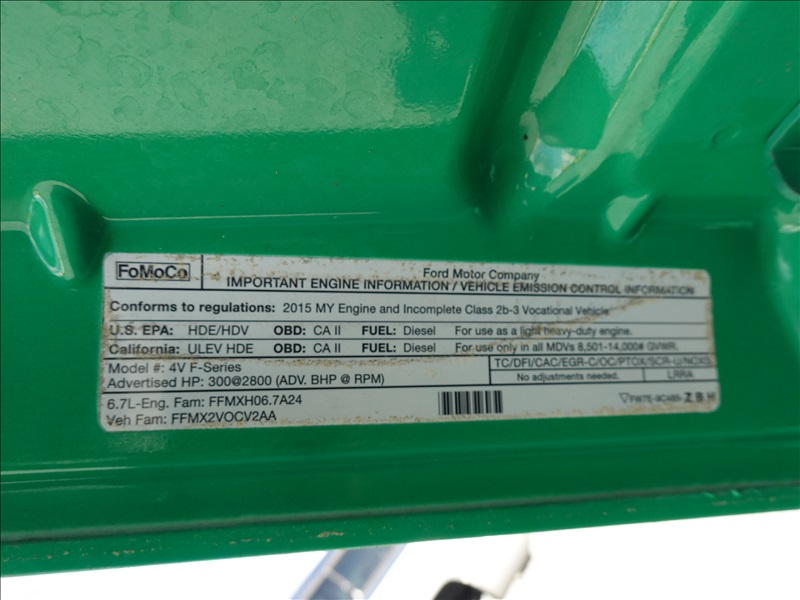 FoMoCo
Ford Motor Company
IMPORTANT ENGINE INFORMATION / VEHICLE EMISSION CONTROL INFORMATION
Conforms to regulations: 2015 MY Engine and Incomplete Class 2b-3 Vocational Vehicle
U.S. EPA: HDE/HDV OBD: CA II FUEL: Diesel For use as a light heavy-duty engine.
California: ULEV HDE OBD: CA II FUEL: Diesel For use only in all MDVs 8,501-14,000# GVWR.
Model #: 4V F-Series
Advertised HP: 300@2800 (ADV. BHP @ RPM)
TC/DFI/CAC/EGR-C/OC/PTOX/SCR-U/NOXS
No adjustments needed. LRR/A
6.7L-Eng. Fam: FFMXH06.7A24
Veh Fam: FFMX2VOCV2AA
Z B H